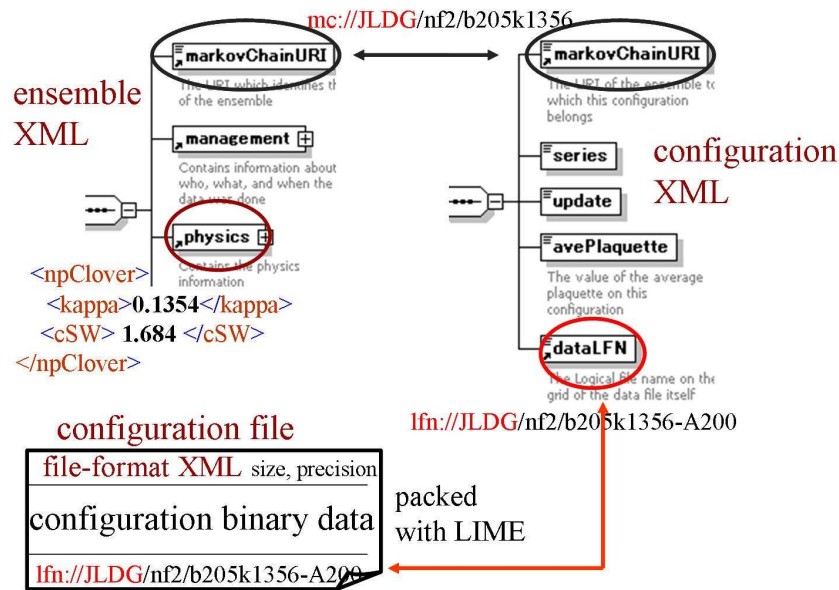 mc://JLDG/nf2/b205k1356
ensemble
XML
markovChainURI
The URI which identifies th
of the ensemble
management
Contains information about
who, what, and when the
data was done
physics
Contains the physics
information
<npClover>
<kappa>0.1354</kappa>
<cSW> 1.684 </cSW>
</npClover>
markovChainURI
The URI of the ensemble to
which this configuration
belongs
series
update
avePlaquette
The value of the average
plaquette on this
configuration
dataLFN
The Logical file name on the
grid of the data file itself
configuration
XML
lfn://JLDG/nf2/b205k1356-A200
configuration file
file-format XML size, precision
configuration binary data
lfn://JLDG/nf2/b205k1356-A200
packed
with LIME